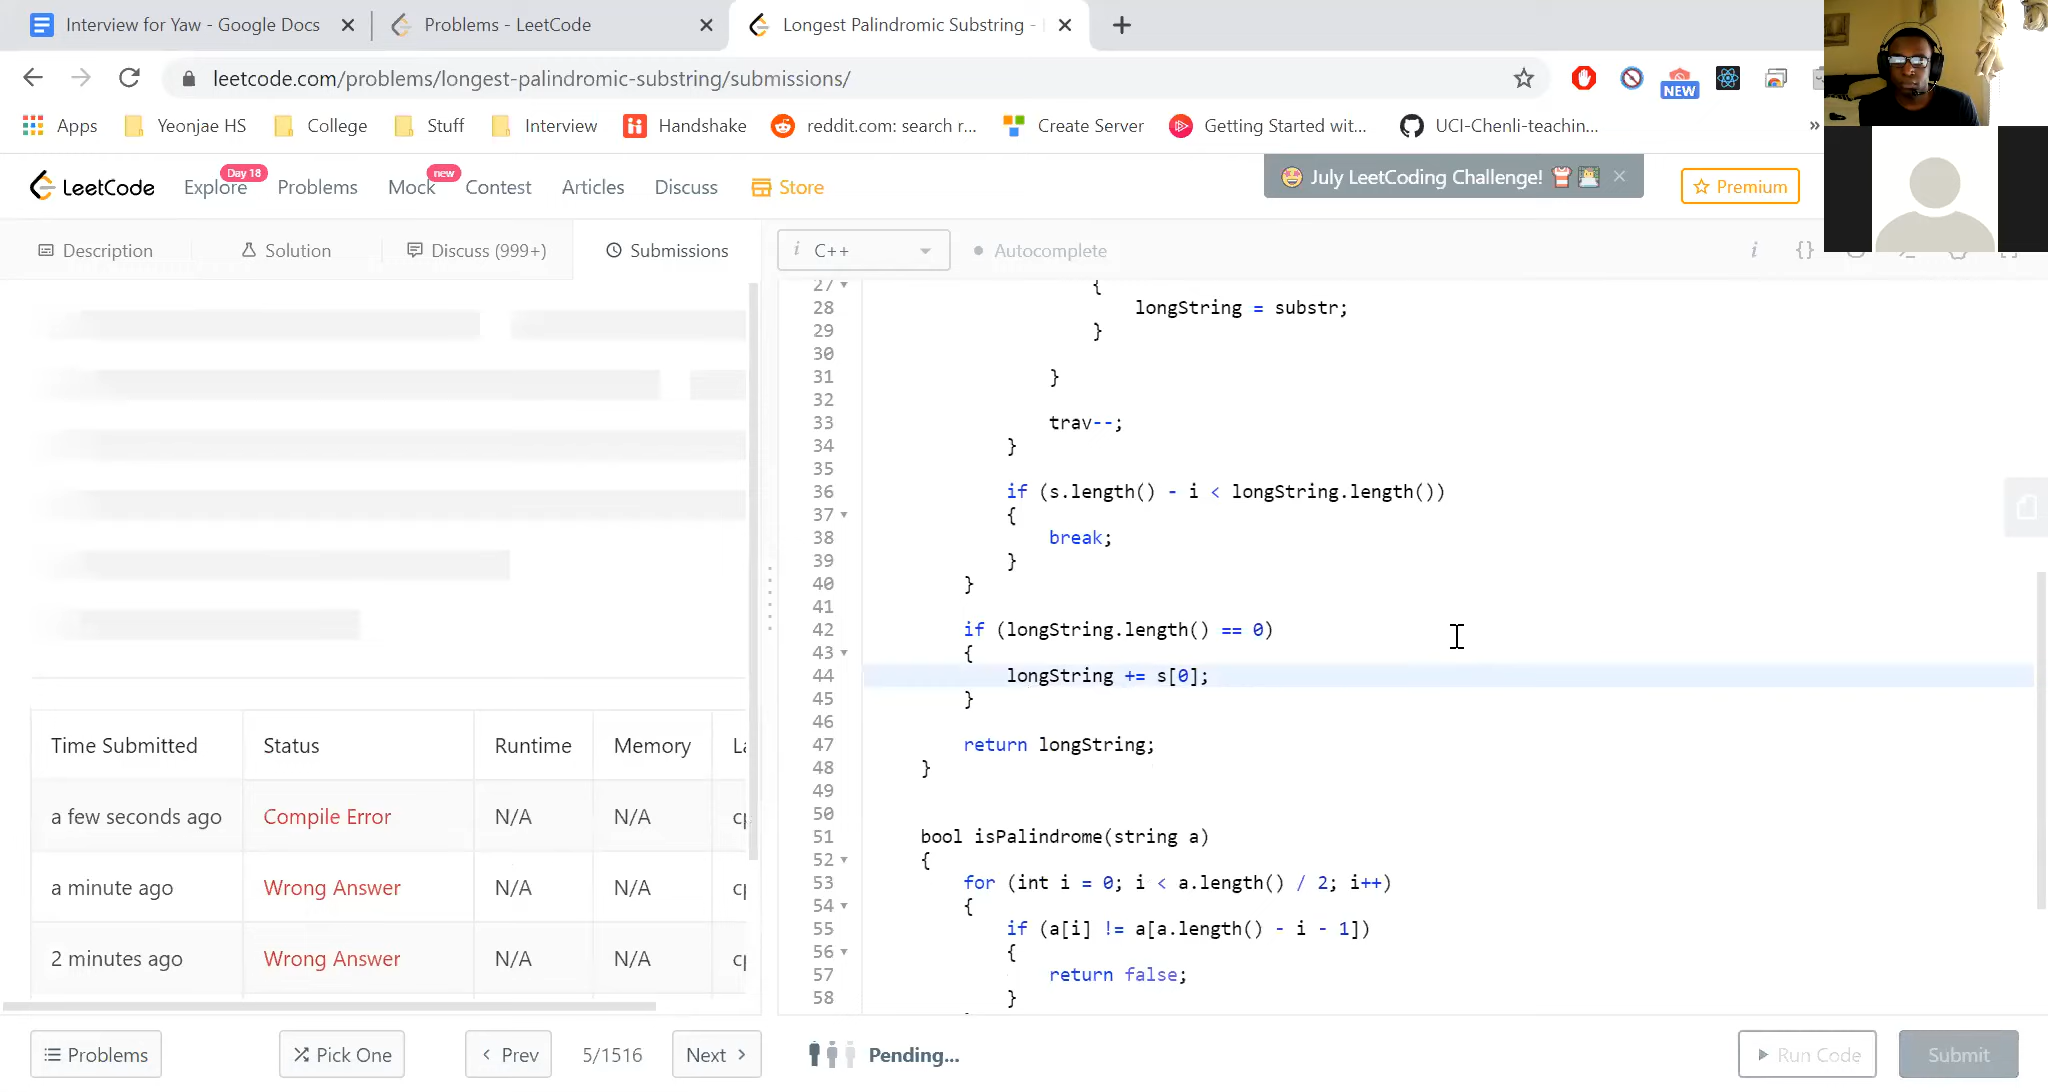 Interview for Yaw - Google Docs
Problems - LeetCode
Longest Palindromic Substring -
leetcode.com/problems/longest-palindromic-substring/submissions/
NEW
Apps Yeonjae HS College Stuff Interview Handshake reddit.com: search r... Create Server Getting Started wit... UCI-Chenli-teachin... »
LeetCode Explore Day 18 Problems Mock new Contest Articles Discuss Store
July LeetCoding Challenge!
Premium
Description Solution Discuss (999+) Submissions
i C++ Autocomplete i {}
27 {
28 longString = substr;
29 }
30
31 }
32
33 trav--;
34 }
35
36 if (s.length() - i < longString.length())
37 {
38 break;
39 }
40 }
41
42 if (longString.length() == 0)
43 {
44 longString += s[0];
45 }
46
47 return longString;
48 }
49
50
51 bool isPalindrome(string a)
52 {
53 for (int i = 0; i < a.length() / 2; i++)
54 {
55 if (a[i] != a[a.length() - i - 1])
56 {
57 return false;
58 }
Time Submitted Status Runtime Memory
a few seconds ago Compile Error N/A N/A
a minute ago Wrong Answer N/A N/A
2 minutes ago Wrong Answer N/A N/A
Problems Pick One Prev 5/1516 Next Pending... Run Code Submit